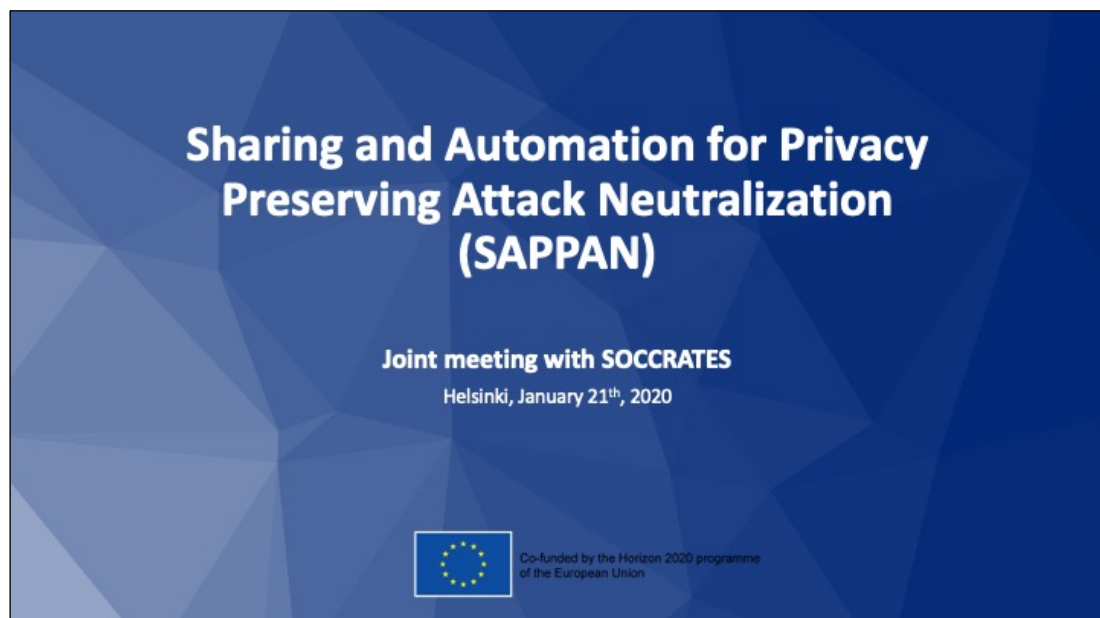 Sharing and Automation for Privacy
Preserving Attack Neutralization
(SAPPAN)
Joint meeting with SOCCRATES
Helsinki, January 21th, 2020
Co-funded by the Horizon 2020 programme
of the European Union